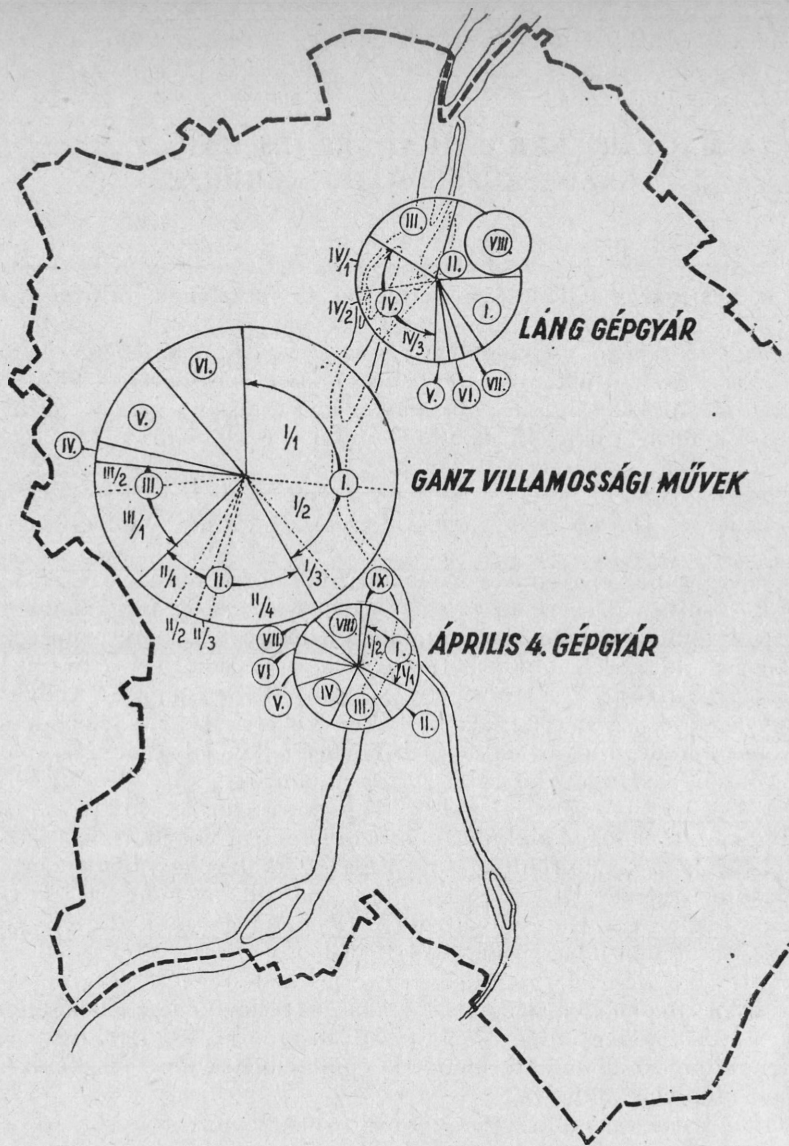 III.
VIII.
II.
IV/1
IV.
I.
IV/2
IV/3
LÁNG GÉPGYÁR
V.
VI.
VII.
VI.
I/1
V.
IV.
III/2
III.
I.
GANZ VILLAMOSSÁGI MŰVEK
I/2
III/1
II/1
II.
I/3
II/4
II/2
II/3
IX
VII.
VIII.
I/2
I.
ÁPRILIS 4. GÉPGYÁR
VI.
I/1
V.
IV
III.
II.